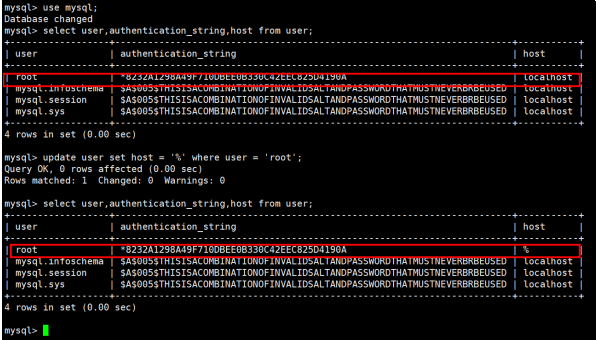 mysql> use mysql;
Database changed
mysql> select user,authentication_string,host from user;
+------------------+------------------------------------------------------------------------+-----------+
| user | authentication_string | host |
+------------------+------------------------------------------------------------------------+-----------+
| root | *8232A1298A49F710DBEE0B330C42EEC825D4190A | localhost |
| mysql.infoschema | $A$005$THISISACOMBINATIONOFINVALIDSALTANDPASSWORDTHATMUSTNEVERBRBEUSED | localhost |
| mysql.session | $A$005$THISISACOMBINATIONOFINVALIDSALTANDPASSWORDTHATMUSTNEVERBRBEUSED | localhost |
| mysql.sys | $A$005$THISISACOMBINATIONOFINVALIDSALTANDPASSWORDTHATMUSTNEVERBRBEUSED | localhost |
+------------------+------------------------------------------------------------------------+-----------+
4 rows in set (0.00 sec)
mysql> update user set host = '%' where user = 'root';
Query OK, 0 rows affected (0.00 sec)
Rows matched: 1 Changed: 0 Warnings: 0
mysql> select user,authentication_string,host from user;
+------------------+------------------------------------------------------------------------+-----------+
| user | authentication_string | host |
+------------------+------------------------------------------------------------------------+-----------+
| root | *8232A1298A49F710DBEE0B330C42EEC825D4190A | % |
| mysql.infoschema | $A$005$THISISACOMBINATIONOFINVALIDSALTANDPASSWORDTHATMUSTNEVERBRBEUSED | localhost |
| mysql.session | $A$005$THISISACOMBINATIONOFINVALIDSALTANDPASSWORDTHATMUSTNEVERBRBEUSED | localhost |
| mysql.sys | $A$005$THISISACOMBINATIONOFINVALIDSALTANDPASSWORDTHATMUSTNEVERBRBEUSED | localhost |
+------------------+------------------------------------------------------------------------+-----------+
4 rows in set (0.00 sec)
mysql>